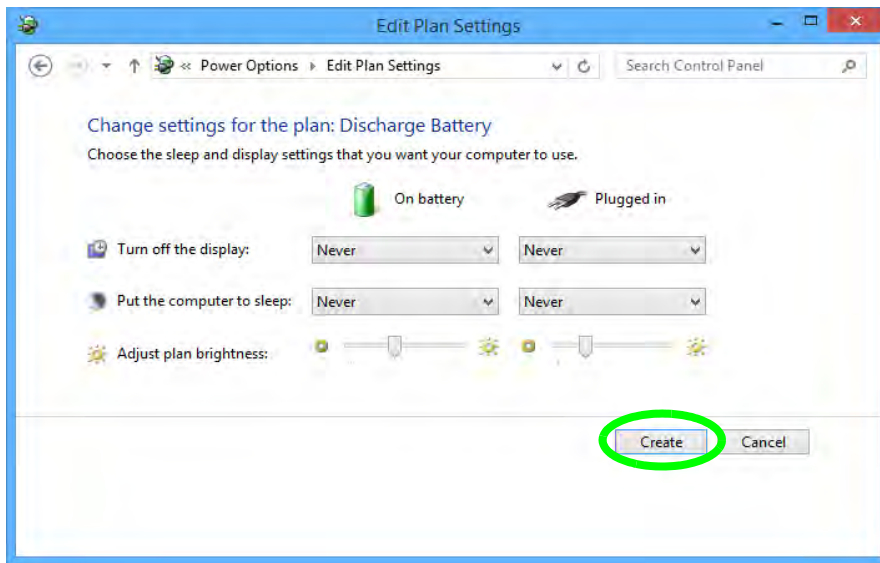 Edit Plan Settings
« Power Options Edit Plan Settings Search Control Panel
Change settings for the plan: Discharge Battery
Choose the sleep and display settings that you want your computer to use.
On battery Plugged in
Turn off the display: Never Never
Put the computer to sleep: Never Never
Adjust plan brightness:
Create Cancel